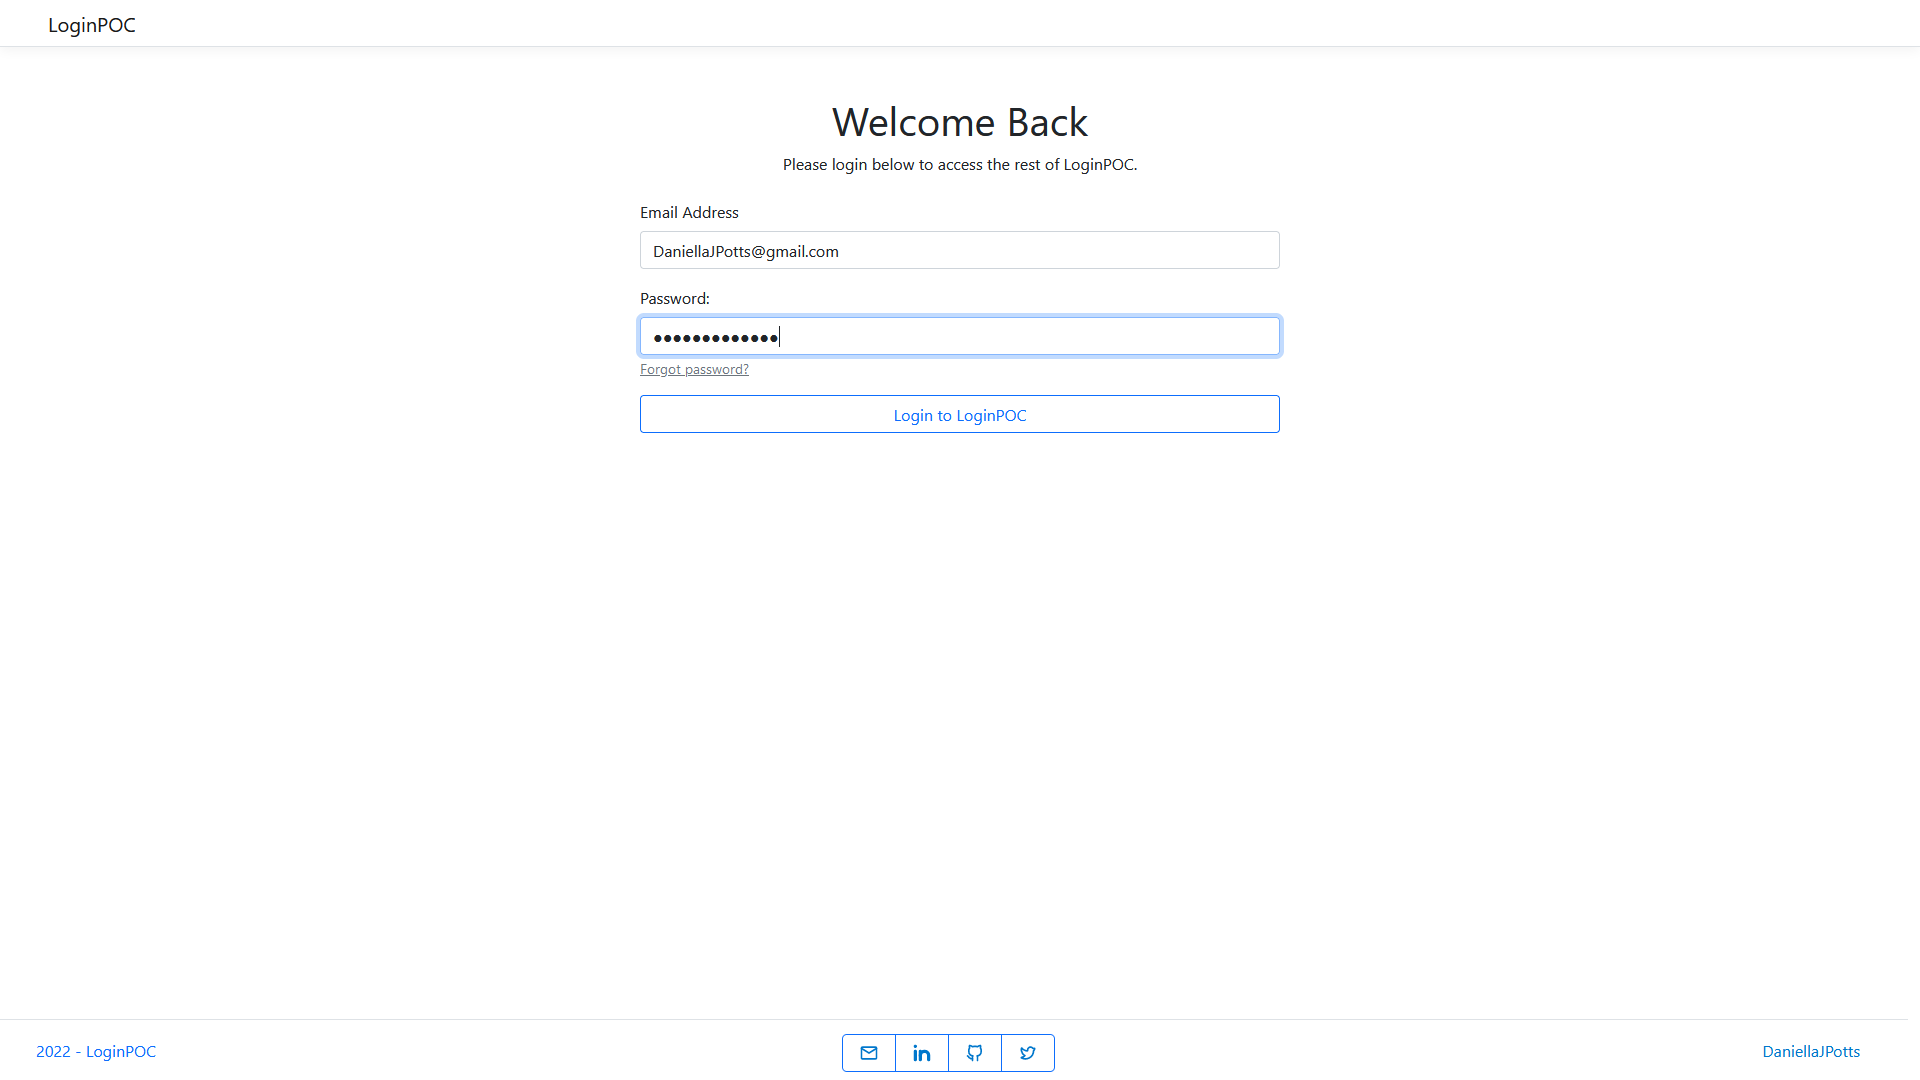 LoginPOC
Welcome Back
Please login below to access the rest of LoginPOC.
Email Address
DaniellaJPotts@gmail.com
Password:
●●●●●●●●●●●●●
Forgot password?
Login to LoginPOC
2022 - LoginPOC
DaniellaJPotts